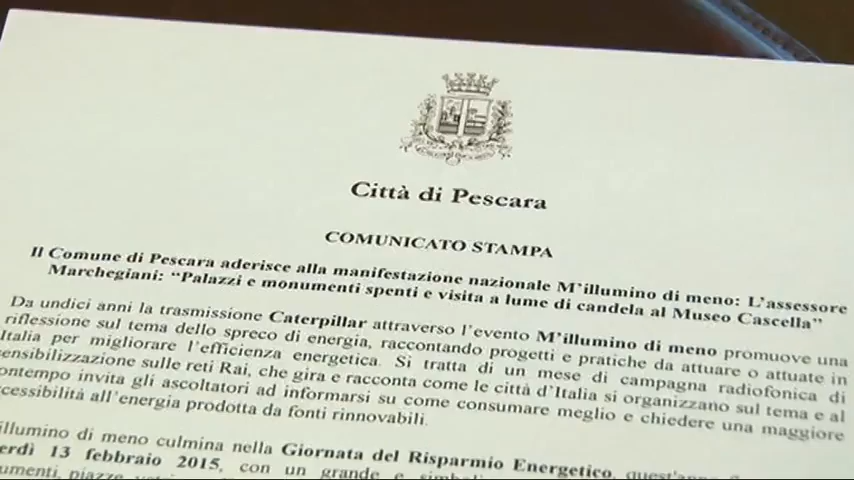 Città di Pescara
COMUNICATO STAMPA
Il Comune di Pescara aderisce alla manifestazione nazionale M'illumino di meno: L'assessore
Marchegiani: "Palazzi e monumenti spenti e visita a lume di candela al Museo Cascella"
Da undici anni la trasmissione Caterpillar attraverso l'evento M'illumino di meno promuove una
riflessione sul tema dello spreco di energia, raccontando progetti e pratiche da attuare o attuate in
Italia per migliorare l'efficienza energetica. Si tratta di un mese di campagna radiofonica di
ensibilizzazione sulle reti Rai, che gira e racconta come le città d'Italia si organizzano sul tema e al
ontempo invita gli ascoltatori ad informarsi su come consumare meglio e chiedere una maggiore
ccessibilità all'energia prodotta da fonti rinnovabili.
illumino di meno culmina nella Giornata del Risparmio Energetico, quest'anno
erdì 13 febbraio 2015, con un grande e
umenti, piazze